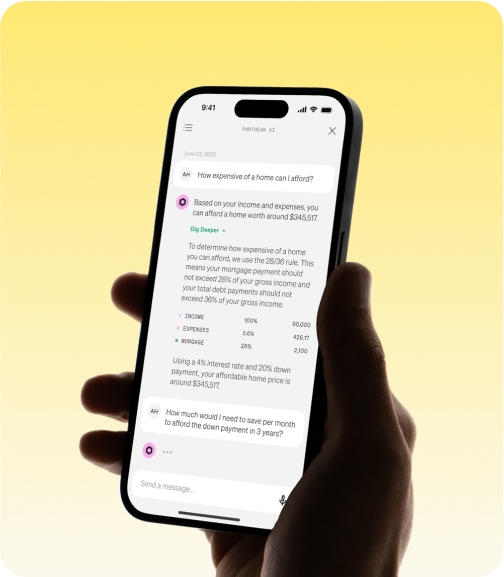 9:41
PARTHEAN AI
June 23, 2023
AH How expensive of a home can I afford?
Based on your income and expenses, you
can afford a home worth around $345,517.
Dig Deeper
To determine how expensive of a home
you can afford, we use the 28/36 rule. This
means your mortgage payment should
not exceed 28% of your gross income and
your total debt payments should not
exceed 36% of your gross income.
INCOME 100% 90,000
EXPENSES 5.6% 426.17
MORGAGE 28% 2,100
Using a 4% interest rate and 20% down
payment, your affordable home price is
around $345,517.
AH How much would I need to save per month
to afford the down payment in 3 years?
Send a message...